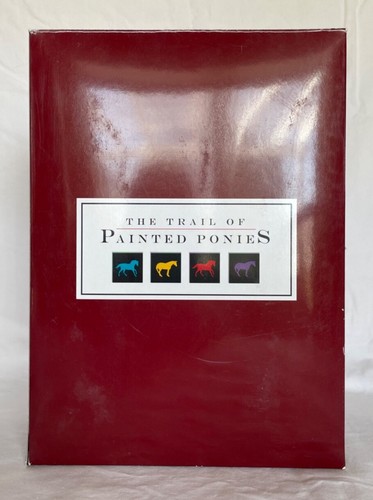 THE TRAIL OF
PAINTED PONIES